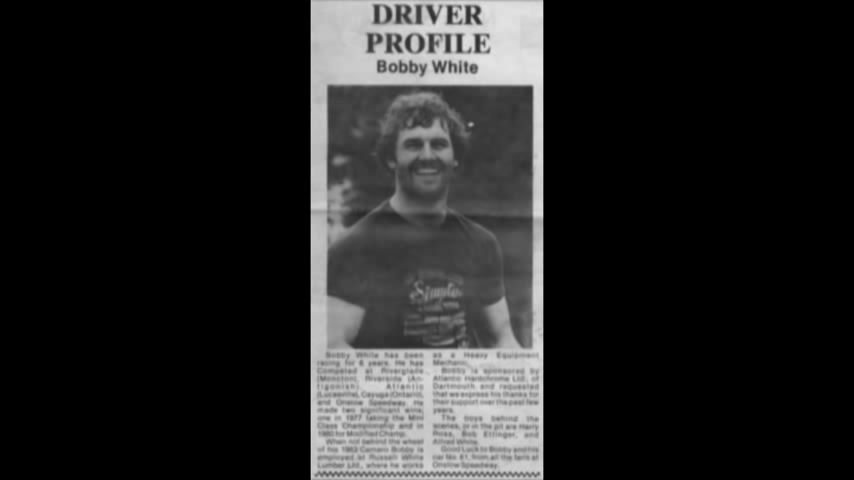 DRIVER
PROFILE
Bobby White
Simple
Bobby White has been
racing for 6 years. He has
Competed at Riverglade
(Moncton), Riverside (An-
tigonish), Atlantic
(Lucasville), Cayuga (Ontario),
and Onslow Speedway. He
made two significant wins;
one in 1977 taking the Mini
Class Championship and in
1980 for Modified Champ.
When not behind the wheel
of his 1983 Camaro Bobby is
employed at Russell White
Lumber Ltd., where he works
as a Heavy Equipment
Mechanic.
Bobby is sponsored by
Atlantic Hardchrome Ltd., of
Dartmouth and requested
that we express his thanks for
their support over the past few
years.
The boys behind the
scenes, or in the pit are Harry
Ross, Bob Ettinger, and
Alfred White.
Good Luck to Bobby and his
car No. 61, from all the fans at
Onslow Speedway.